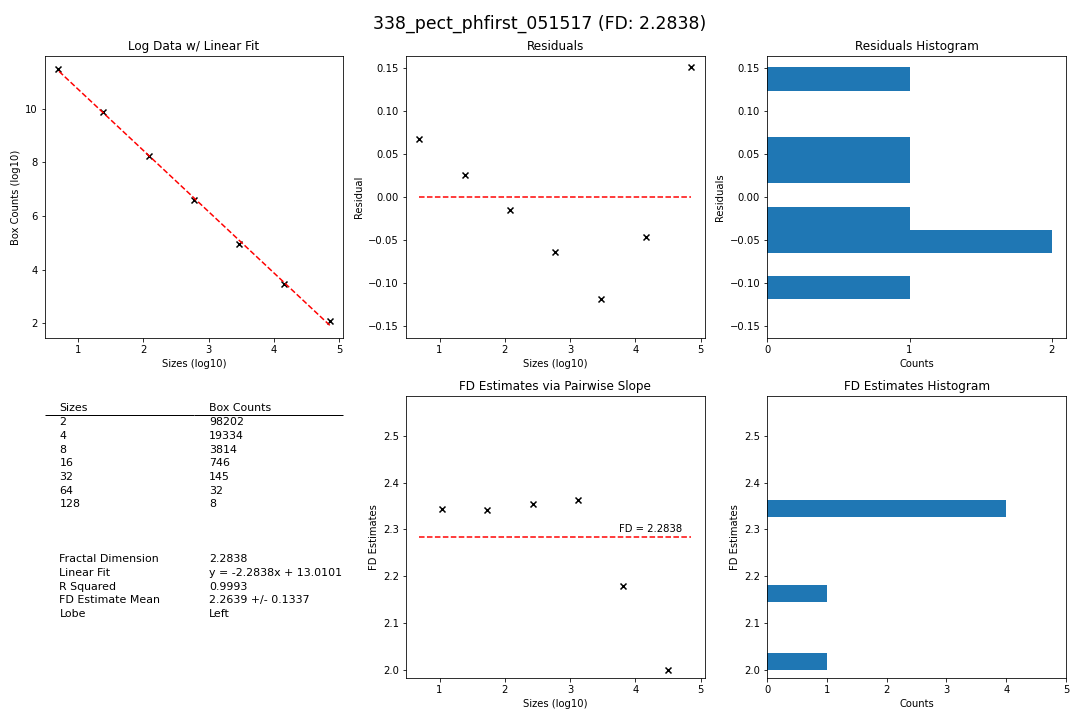 338_pect_phfirst_051517 (FD: 2.2838)
Log Data w/ Linear Fit
Box Counts (log10)
10
8
6
4
2
1 2 3 4 5
Sizes (log10)
Residuals
Residual
0.15
0.10
0.05
0.00
−0.05
−0.10
−0.15
1 2 3 4 5
Sizes (log10)
Residuals Histogram
Residuals
0.15
0.10
0.05
0.00
−0.05
−0.10
−0.15
0 1 2
Counts
Sizes Box Counts
2 98202
4 19334
8 3814
16 746
32 145
64 32
128 8
Fractal Dimension 2.2838
Linear Fit y = -2.2838x + 13.0101
R Squared 0.9993
FD Estimate Mean 2.2639 +/- 0.1337
Lobe Left
FD Estimates via Pairwise Slope
FD Estimates
2.5
2.4
2.3
2.2
2.1
2.0
FD = 2.2838
1 2 3 4 5
Sizes (log10)
FD Estimates Histogram
FD Estimates
2.5
2.4
2.3
2.2
2.1
2.0
0 1 2 3 4 5
Counts